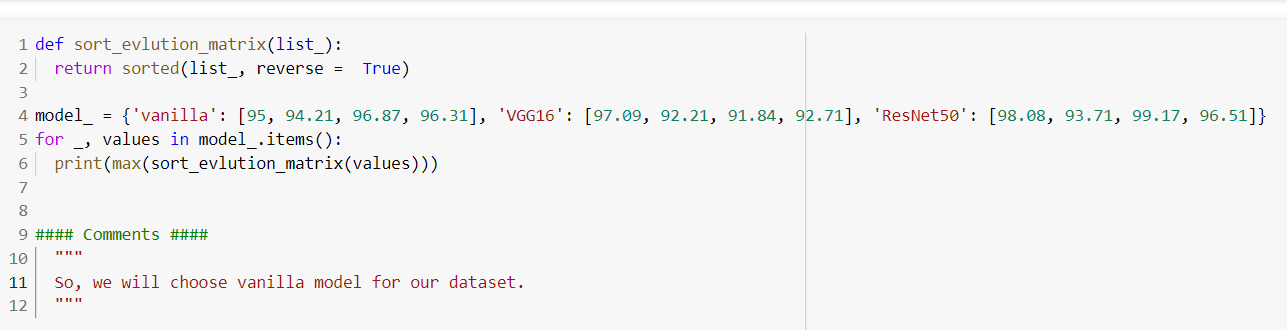 1 def sort_evlution_matrix(list_):
2   return sorted(list_, reverse =  True)
3
4 model_ = {'vanilla': [95, 94.21, 96.87, 96.31], 'VGG16': [97.09, 92.21, 91.84, 92.71], 'ResNet50': [98.08, 93.71, 99.17, 96.51]}
5 for _, values in model_.items():
6   print(max(sort_evlution_matrix(values)))
7
8
9 #### Comments ####
10   """
11   So, we will choose vanilla model for our dataset.
12   """